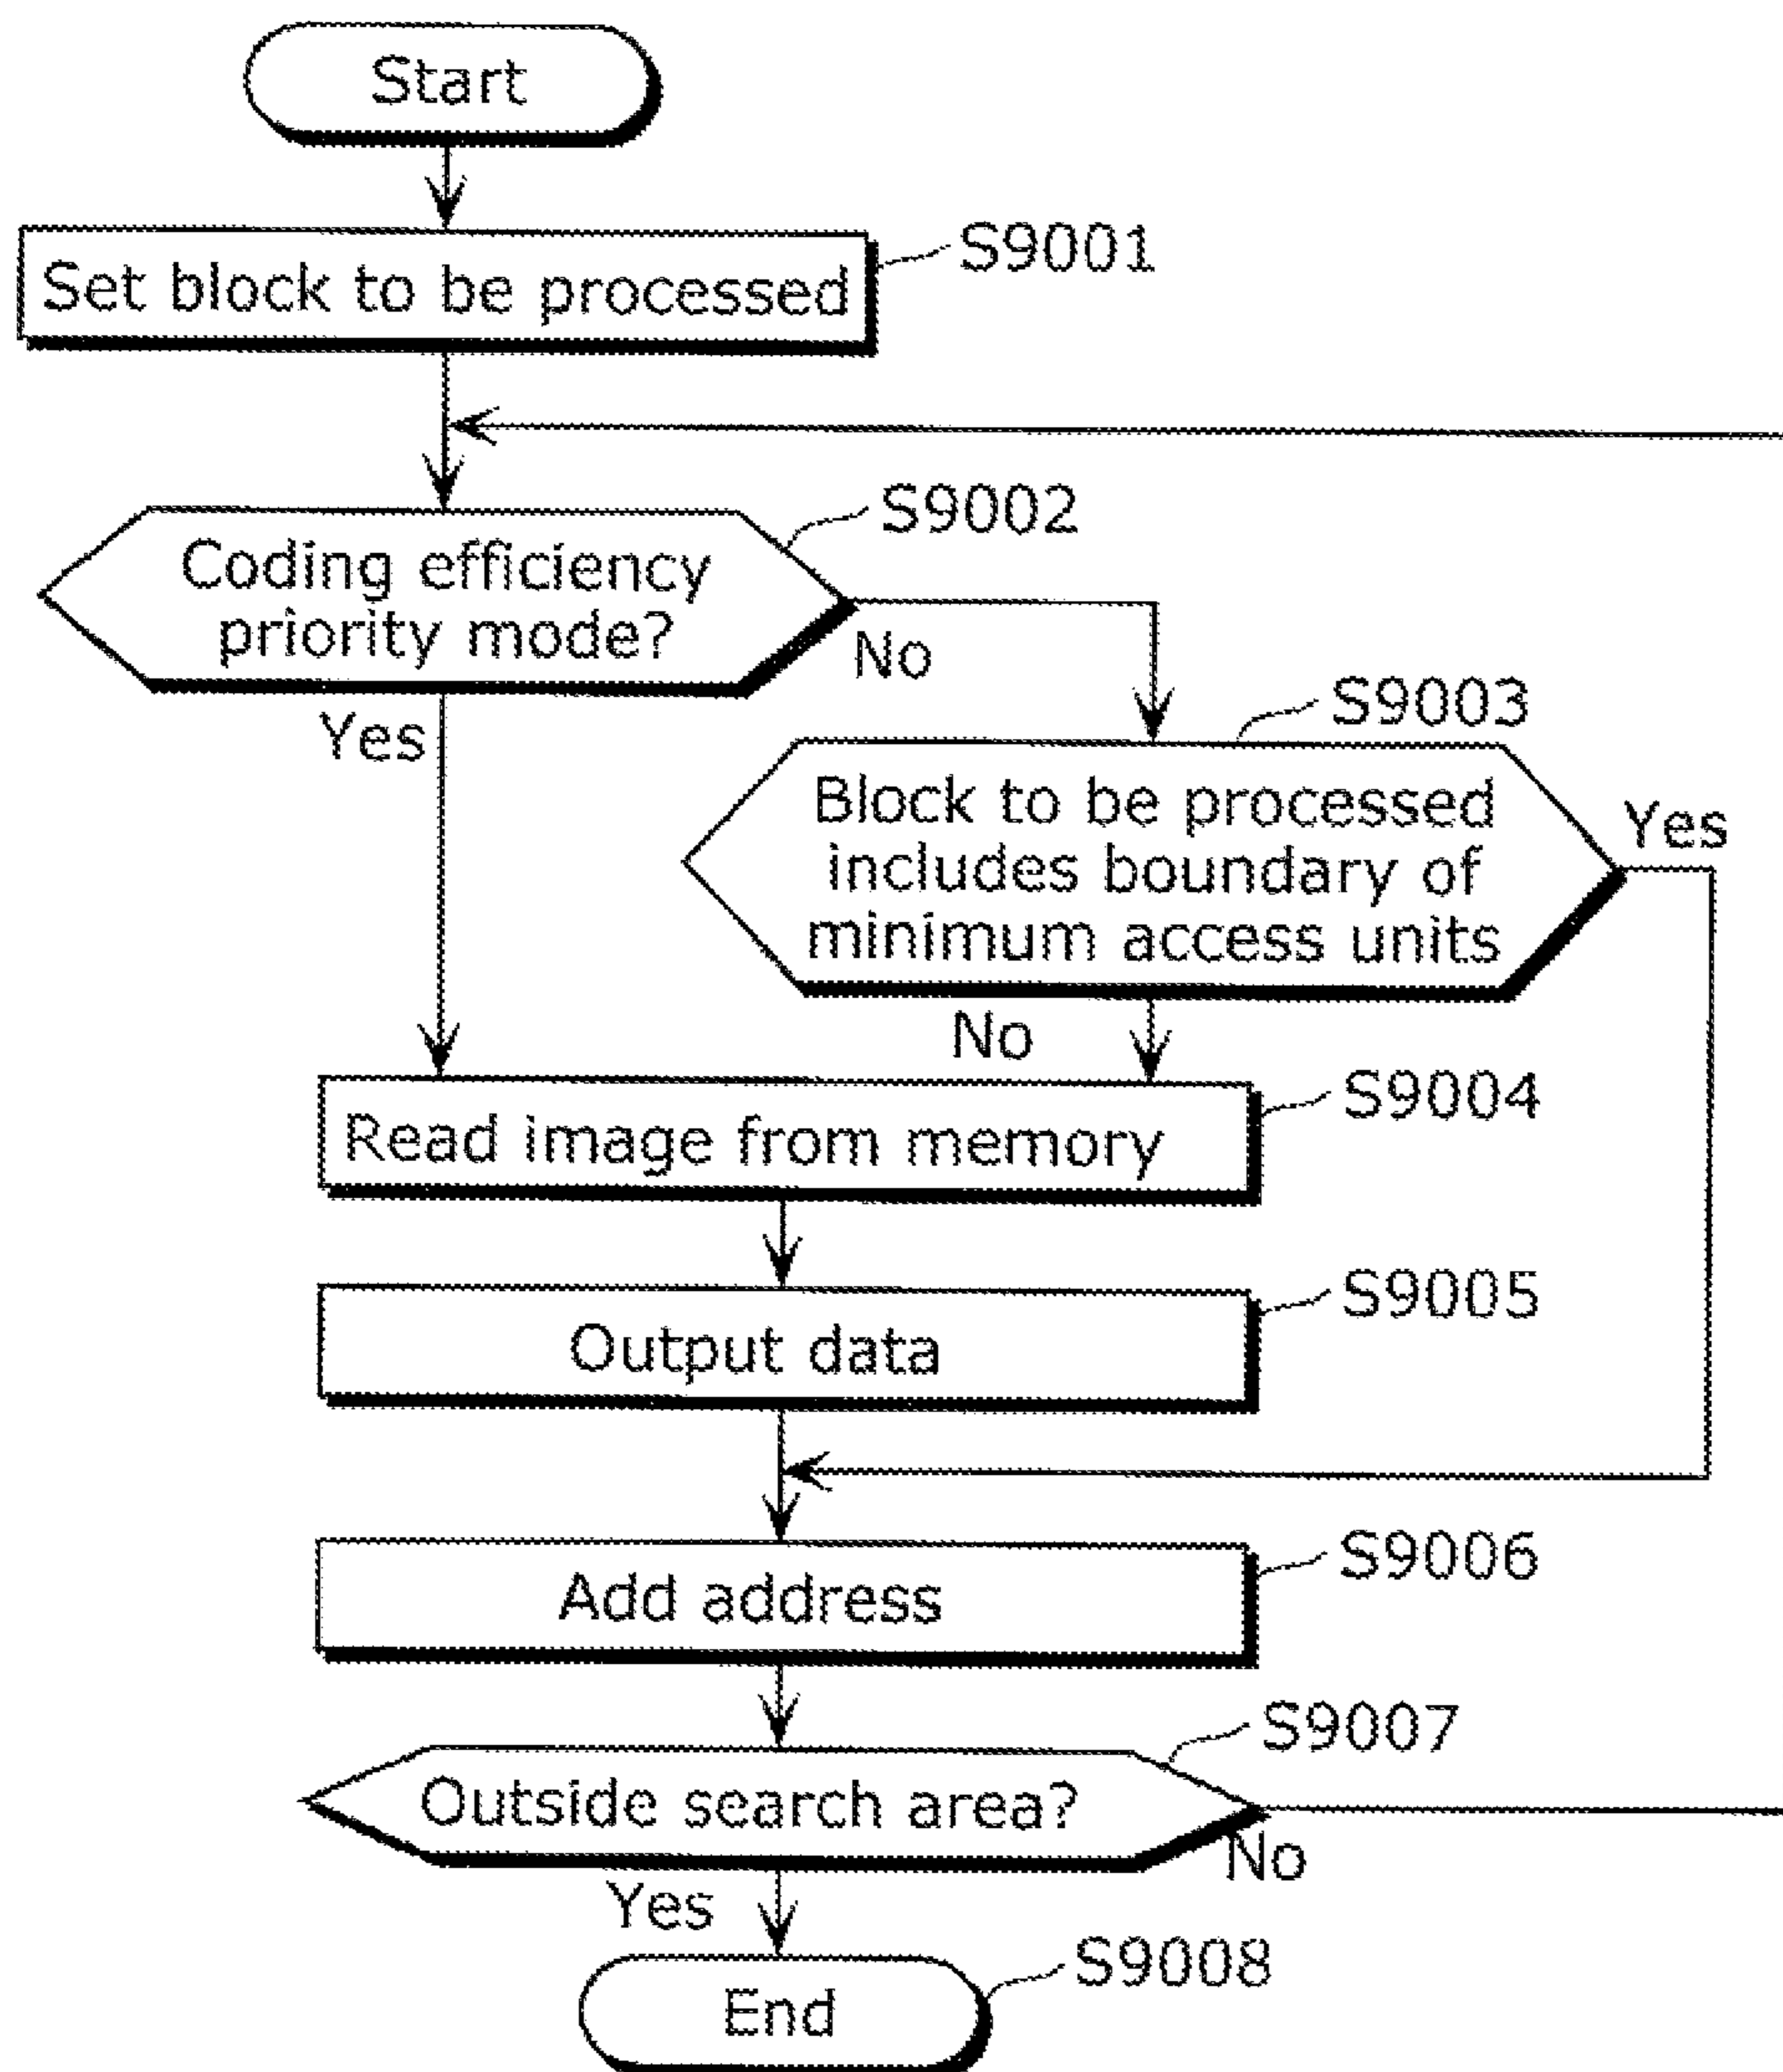 Start
Set block to be processed
S9001
Coding efficiency
priority mode?
S9002
No
Yes
S9003
Block to be processed
includes boundary of
minimum access units
Yes
No
Read image from memory
S9004
Output data
S9005
Add address
S9006
Outside search area?
S9007
No
Yes
End
S9008